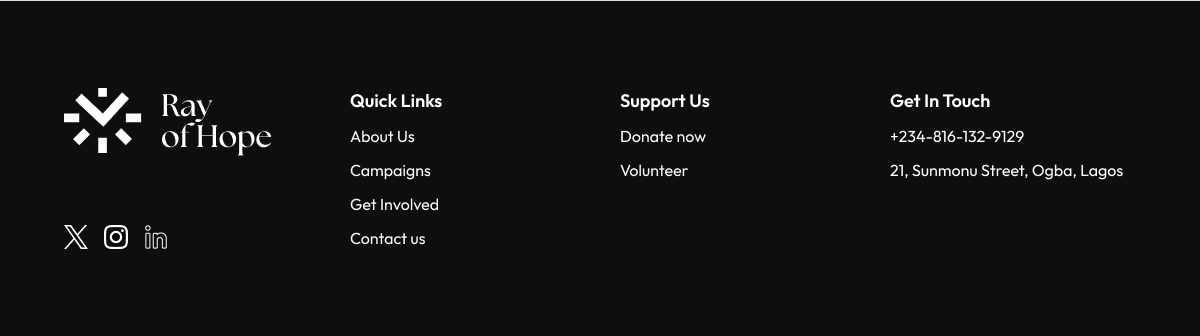 Ray
of Hope
Quick Links
About Us
Campaigns
Get Involved
Contact us
Support Us
Donate now
Volunteer
Get In Touch
+234-816-132-9129
21, Sunmonu Street, Ogba, Lagos
in